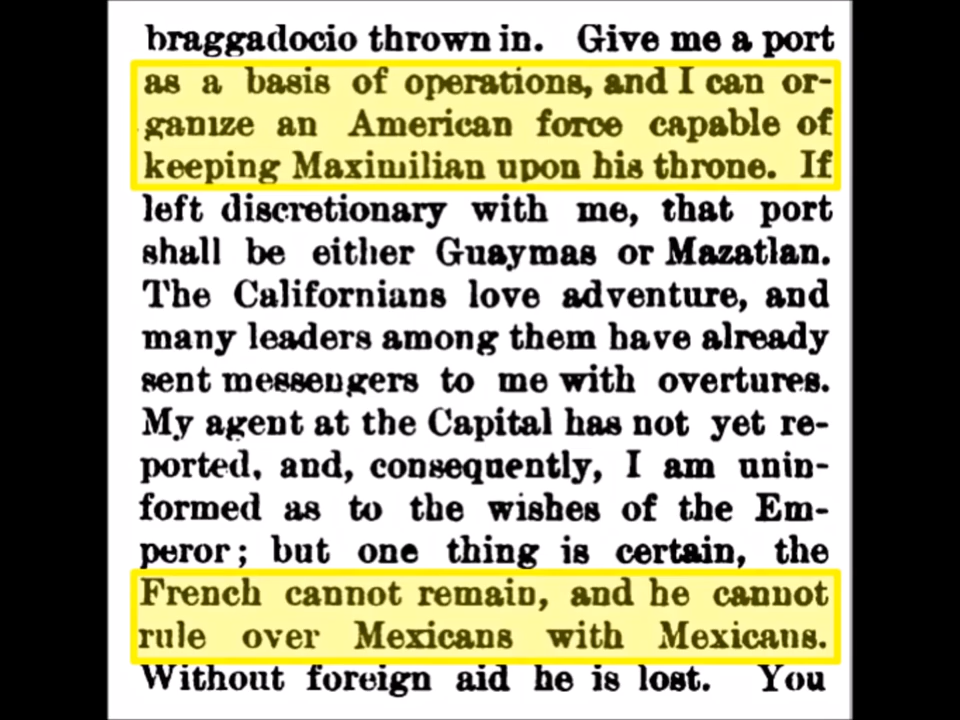 braggadocio thrown in. Give me a port
as a basis of operations, and I can or-
ganize an American force capable of
keeping Maximilian upon his throne. If
left discretionary with me, that port
shall be either Guaymas or Mazatlan.
The Californians love adventure, and
many leaders among them have already
sent messengers to me with overtures.
My agent at the Capital has not yet re-
ported, and, consequently, I am unin-
formed as to the wishes of the Em-
peror; but one thing is certain, the
French cannot remain, and he cannot
rule over Mexicans with Mexicans.
Without foreign aid he is lost. You